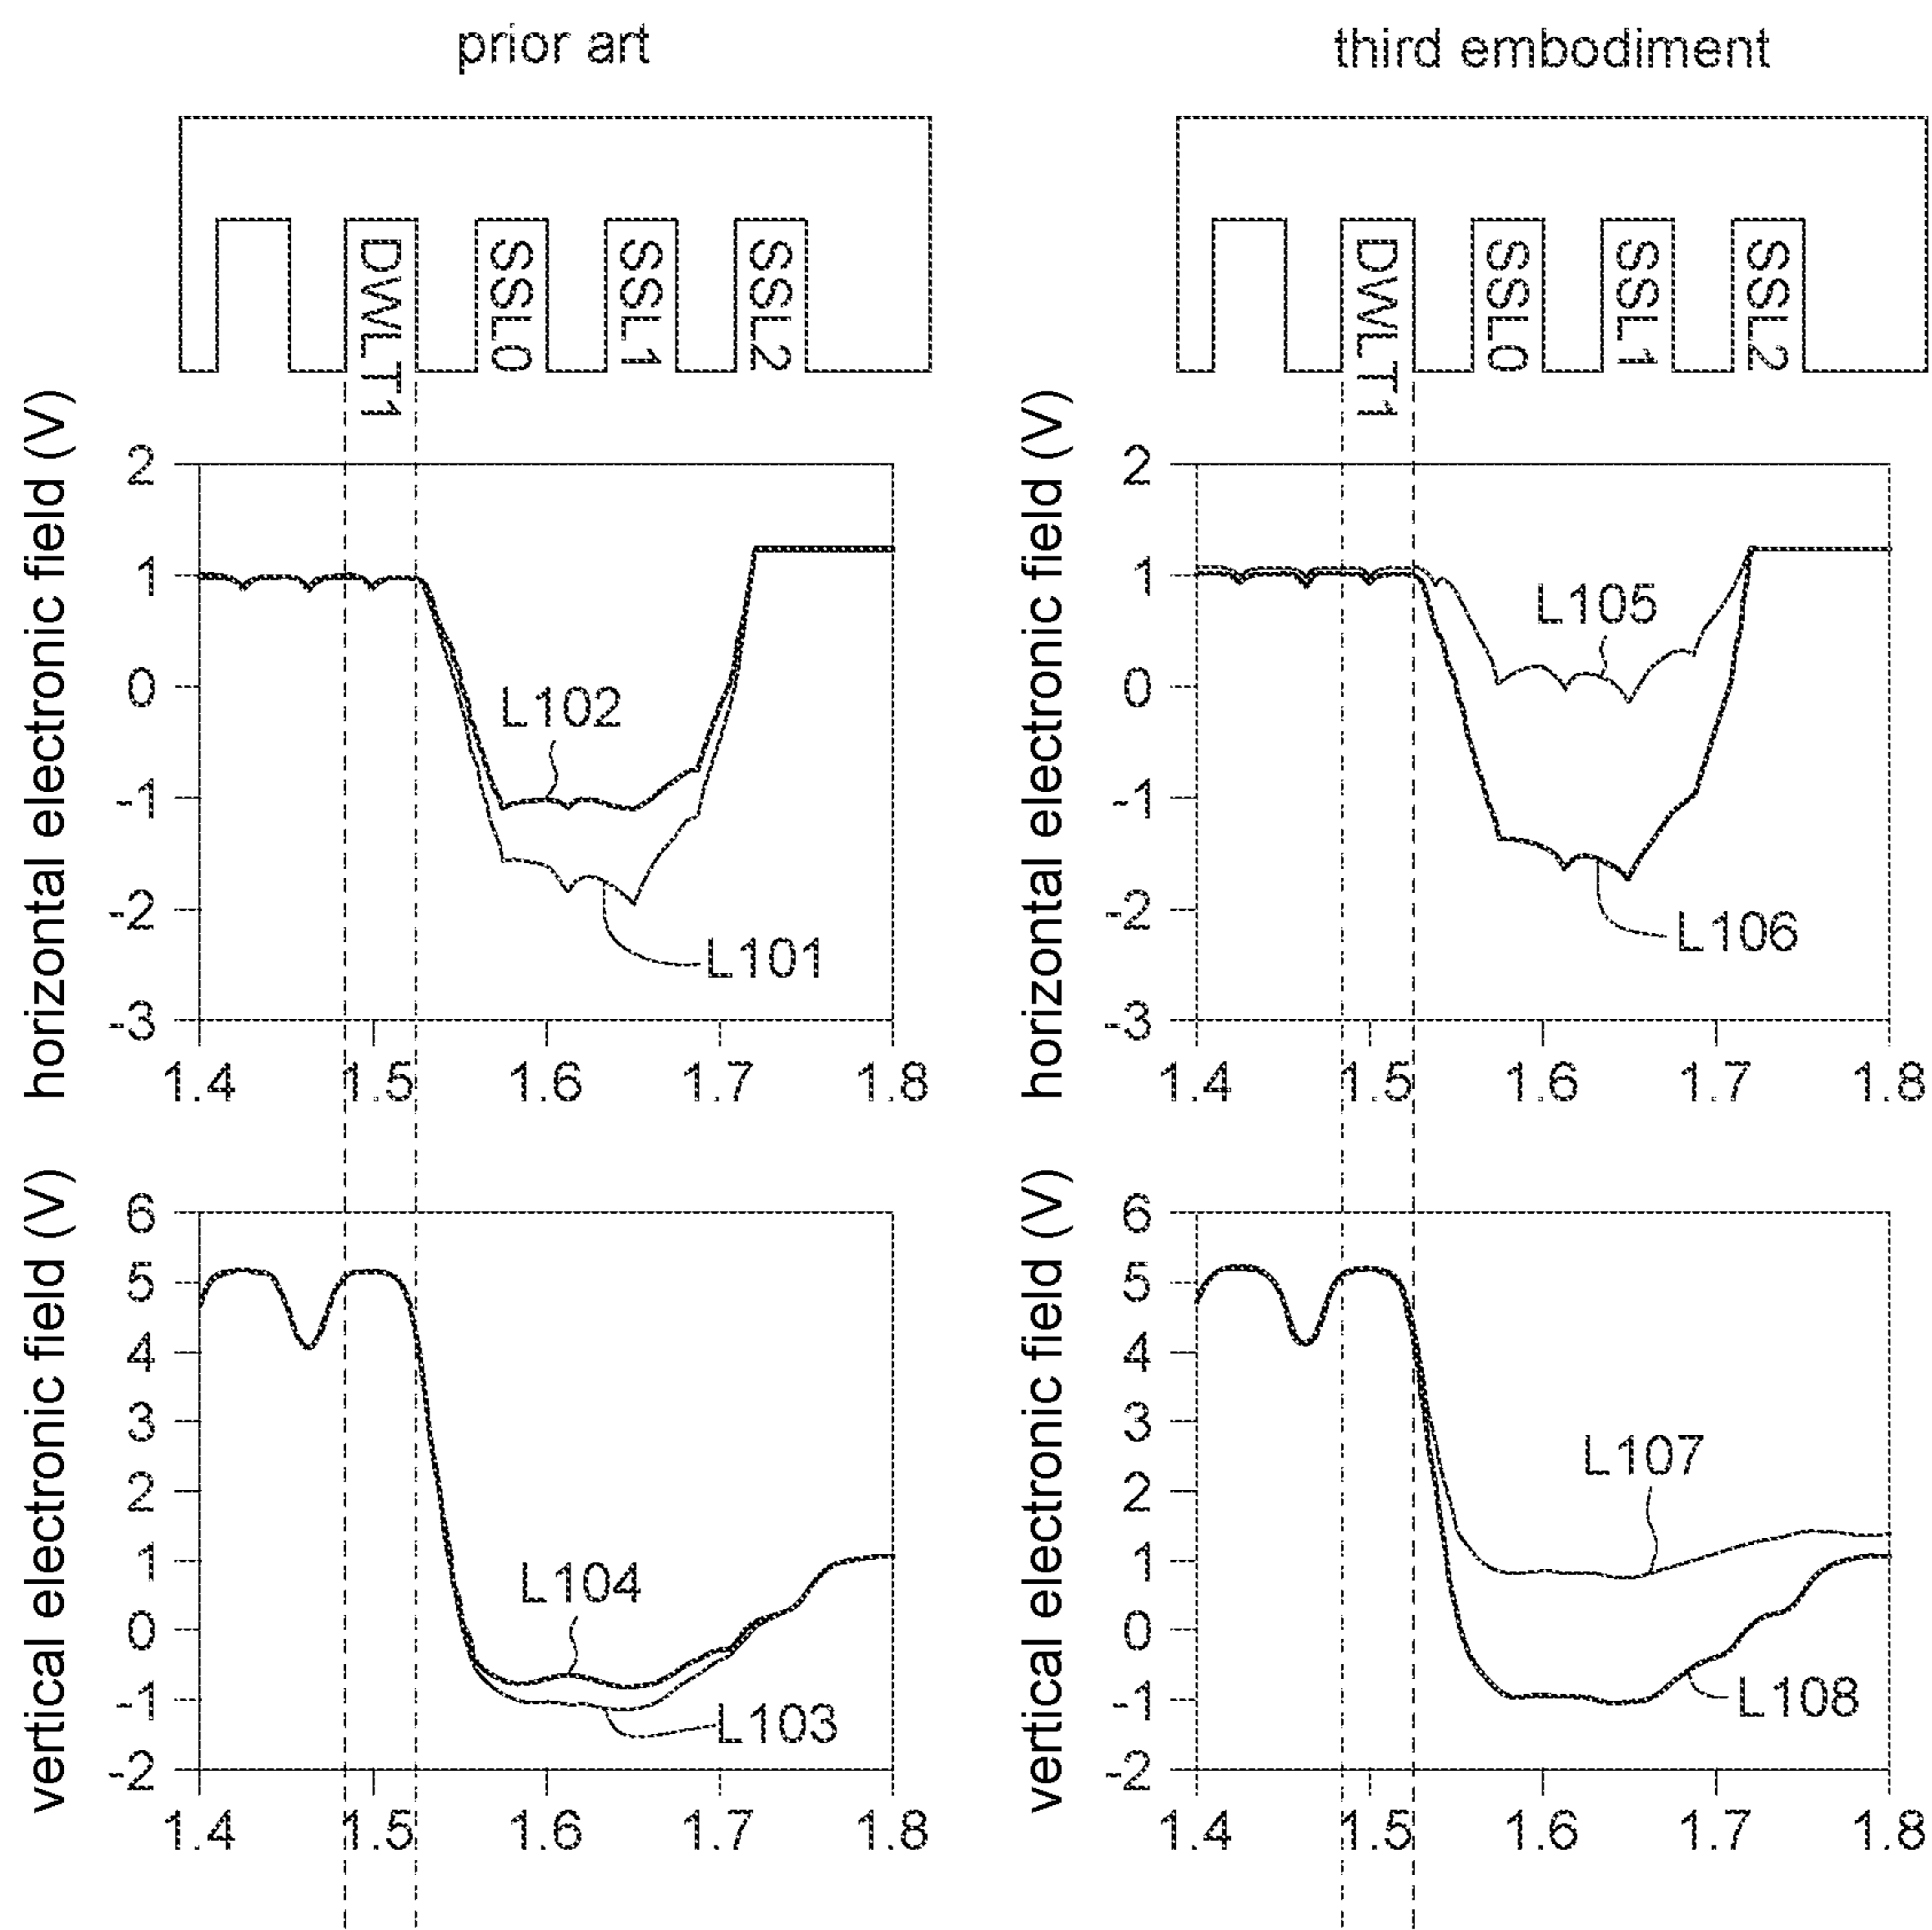 prior art
DWLT1
SSL0
SSL1
SSL2
horizontal electronic field (V)
2
1
0
-1
-2
-3
L102
L101
1.4 1.5 1.6 1.7 1.8
vertical electronic field (V)
6
5
4
3
2
1
0
-1
-2
L104
L103
1.4 1.5 1.6 1.7 1.8
third embodiment
DWLT1
SSL0
SSL1
SSL2
horizontal electronic field (V)
2
1
0
-1
-2
-3
L105
L106
1.4 1.5 1.6 1.7 1.8
vertical electronic field (V)
6
5
4
3
2
1
0
-1
-2
L107
L108
1.4 1.5 1.6 1.7 1.8